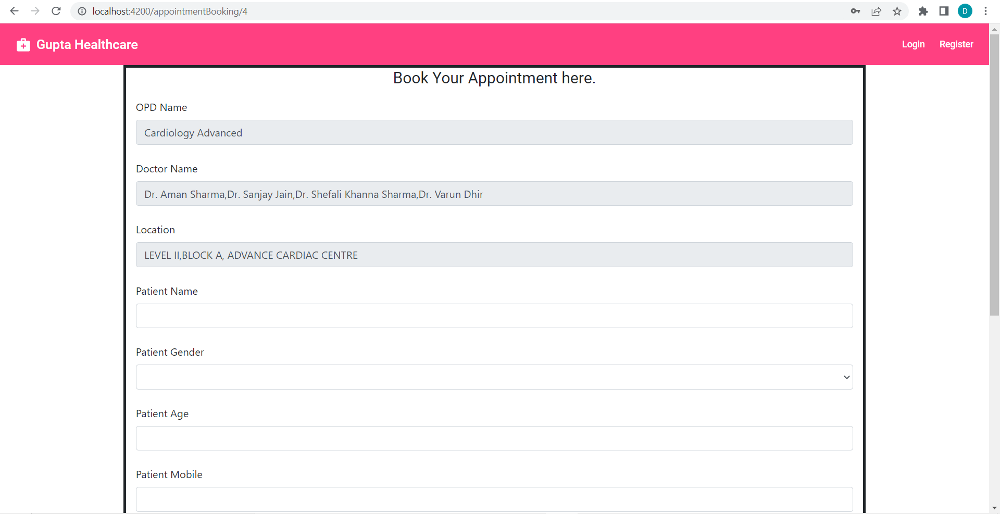 localhost:4200/appointmentBooking/4
D
Gupta Healthcare
Login
Register
Book Your Appointment here.
OPD Name
Cardiology Advanced
Doctor Name
Dr. Aman Sharma,Dr. Sanjay Jain,Dr. Shefali Khanna Sharma,Dr. Varun Dhir
Location
LEVEL II,BLOCK A, ADVANCE CARDIAC CENTRE
Patient Name
Patient Gender
Patient Age
Patient Mobile